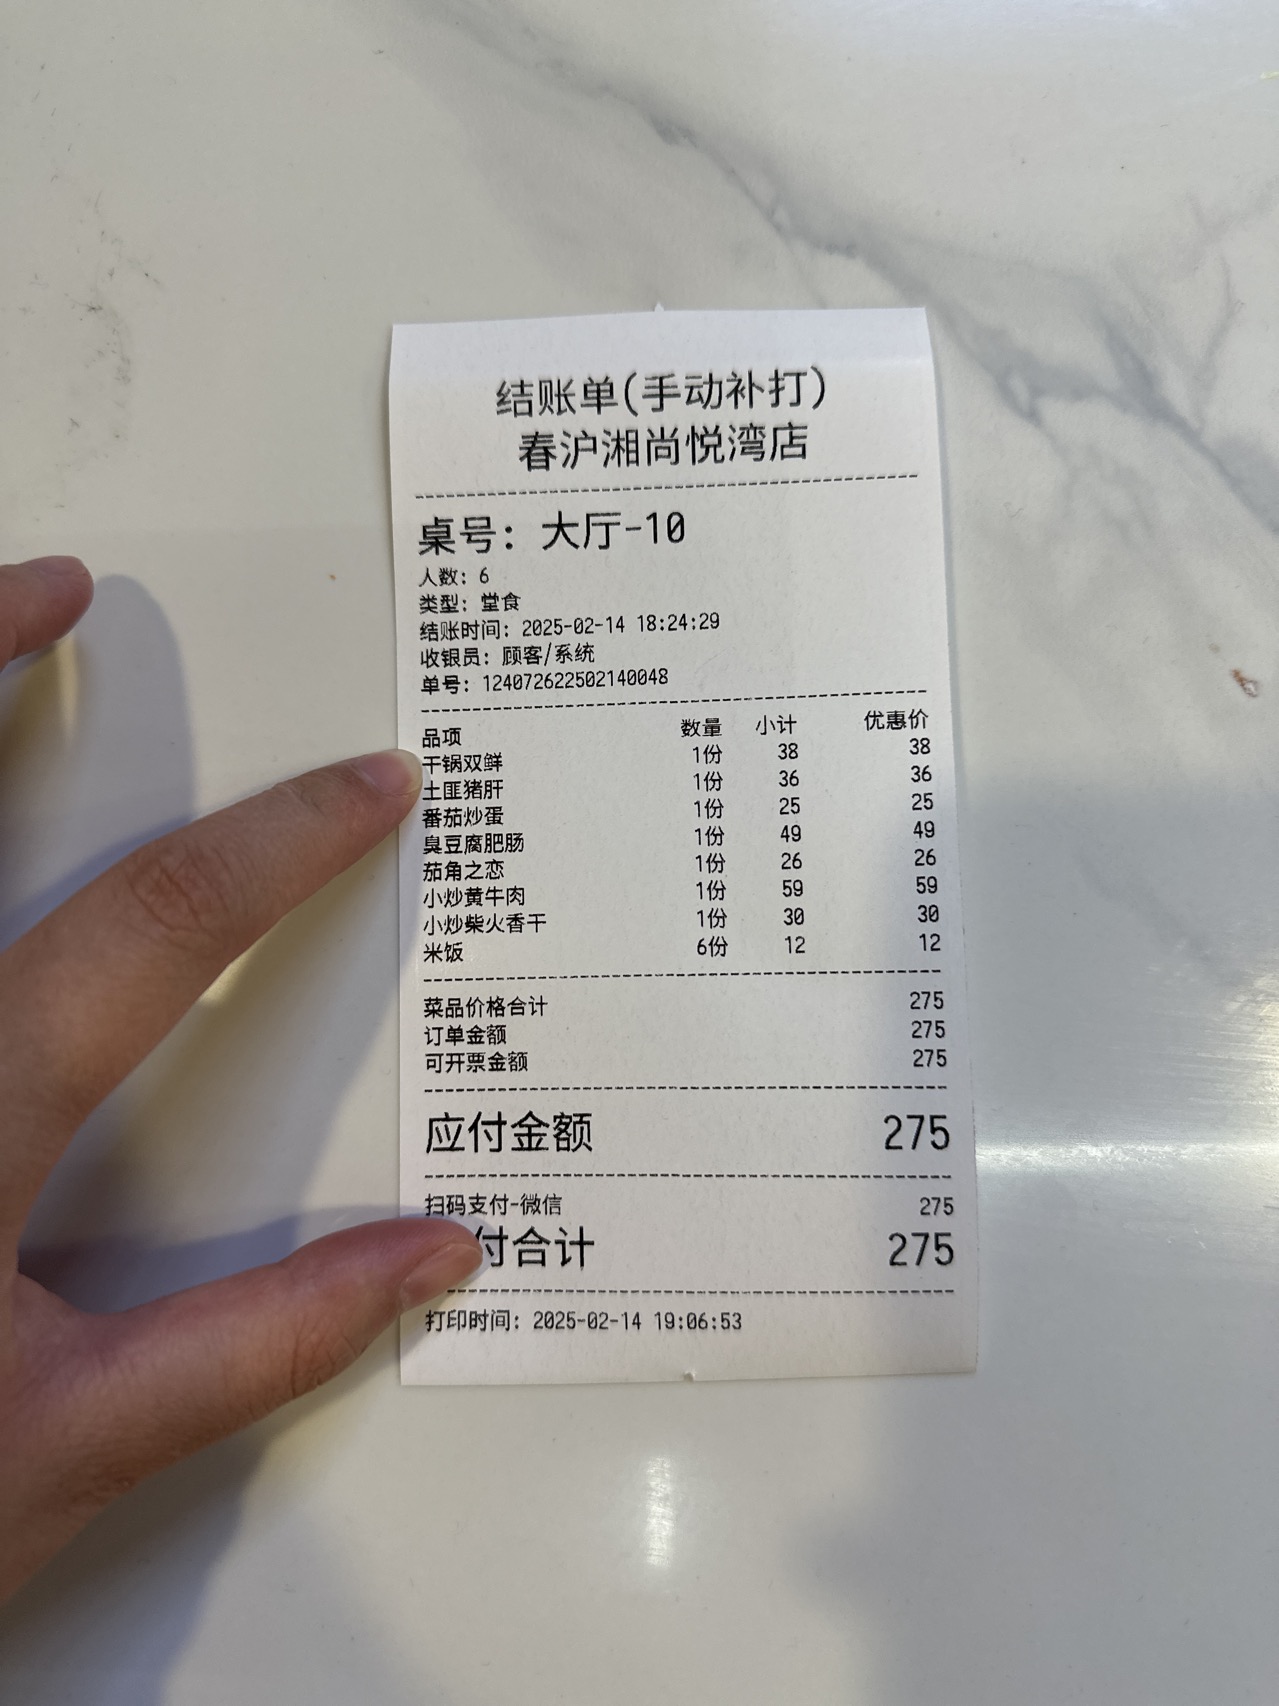 结账单(手动补打)
春沪湘尚悦湾店
桌号: 大厅-10
人数: 6
类型: 堂食
结账时间: 2025-02-14 18:24:29
收银员: 顾客/系统
单号: 124072622502140048
品项 数量 小计 优惠价
干锅双鲜 1份 38 38
土匪猪肝 1份 36 36
番茄炒蛋 1份 25 25
臭豆腐肥肠 1份 49 49
茄角之恋 1份 26 26
小炒黄牛肉 1份 59 59
小炒柴火香干 1份 30 30
米饭 6份 12 12
菜品价格合计 275
订单金额 275
可开票金额 275
应付金额 275
扫码支付-微信 275
付合计 275
打印时间: 2025-02-14 19:06:53